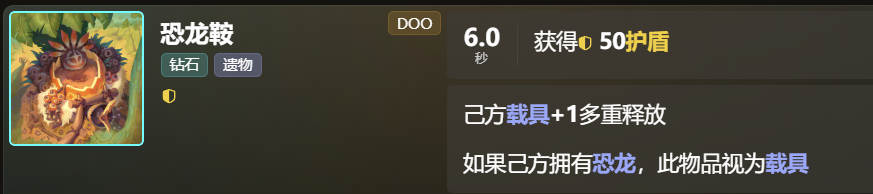 恐龙鞍
DOO
钻石 遗物
6.0
秒
获得 50护盾
己方载具+1多重释放
如果己方拥有恐龙，此物品视为载具